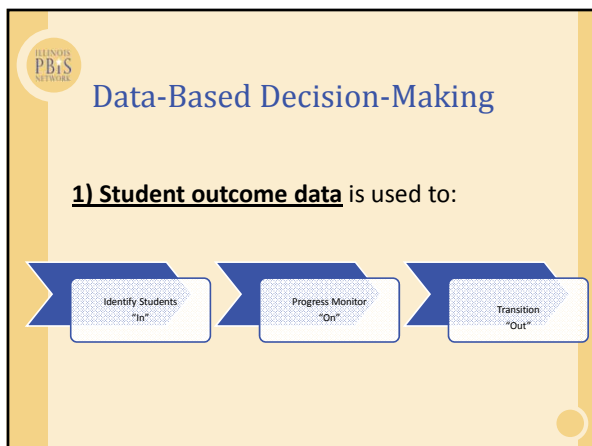 ILLINOIS
PBIS
NETWORK
Data-Based Decision-Making
1) Student outcome data is used to:
Identify Students
“In”
Progress Monitor
“On”
Transition
“Out”